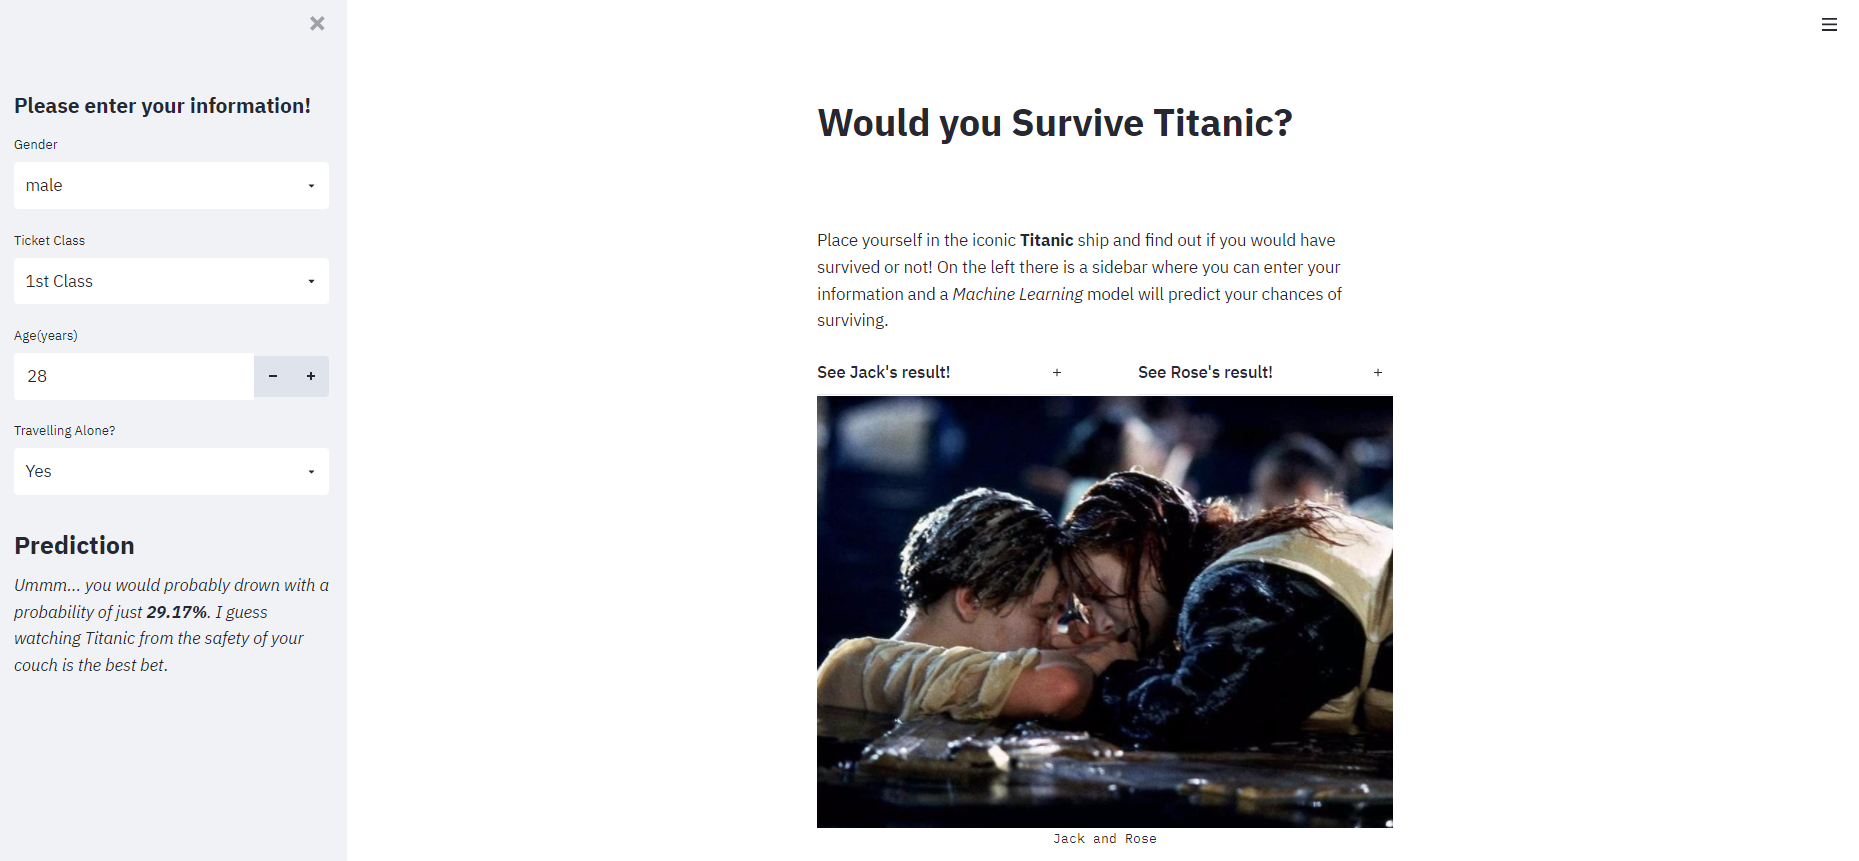 Please enter your information!
Gender
male
Ticket Class
1st Class
Age(years)
28
Travelling Alone?
Yes
Prediction
Ummm... you would probably drown with a
probability of just 29.17%. I guess
watching Titanic from the safety of your
couch is the best bet.
Would you Survive Titanic?
Place yourself in the iconic Titanic ship and find out if you would have
survived or not! On the left there is a sidebar where you can enter your
information and a Machine Learning model will predict your chances of
surviving.
See Jack's result!
See Rose's result!
Jack and Rose